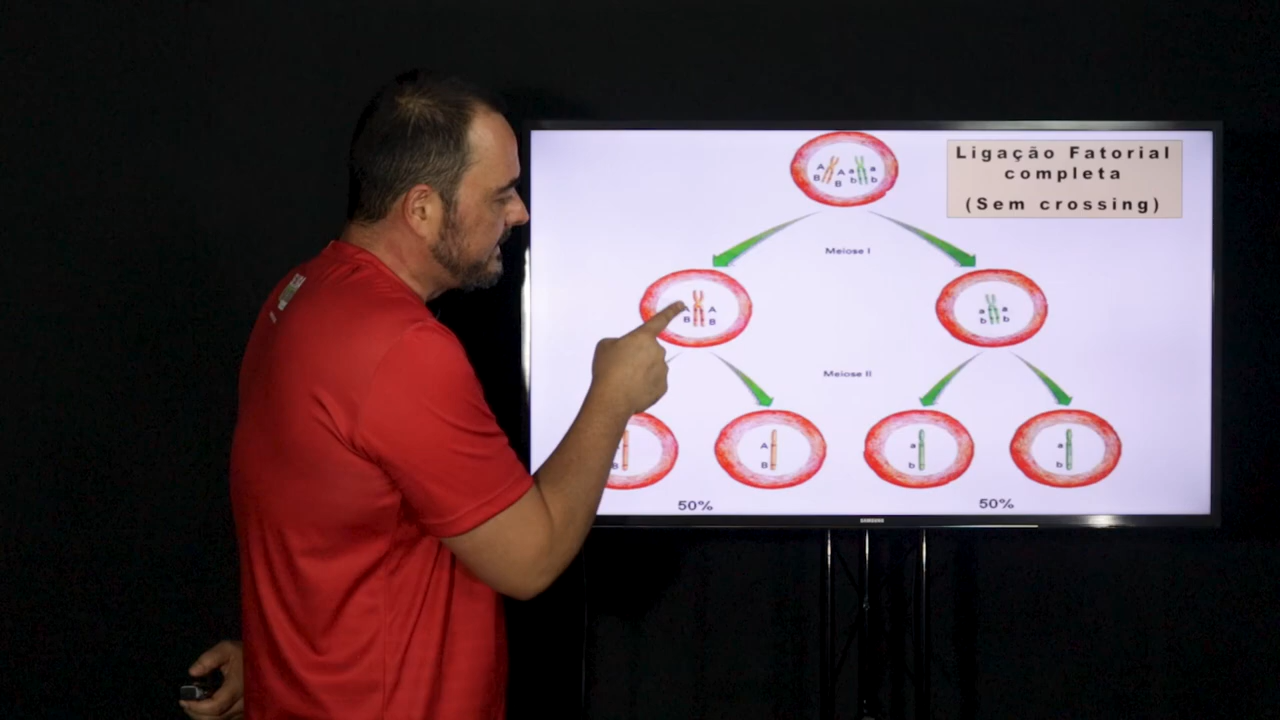 Ligação Fatorial
completa
(Sem crossing)
A A a a
B B b b
Meiose I
A A
B B
a a
b b
Meiose II
A
B
a
b
a
b
B
50%
50%
SAMSUNG